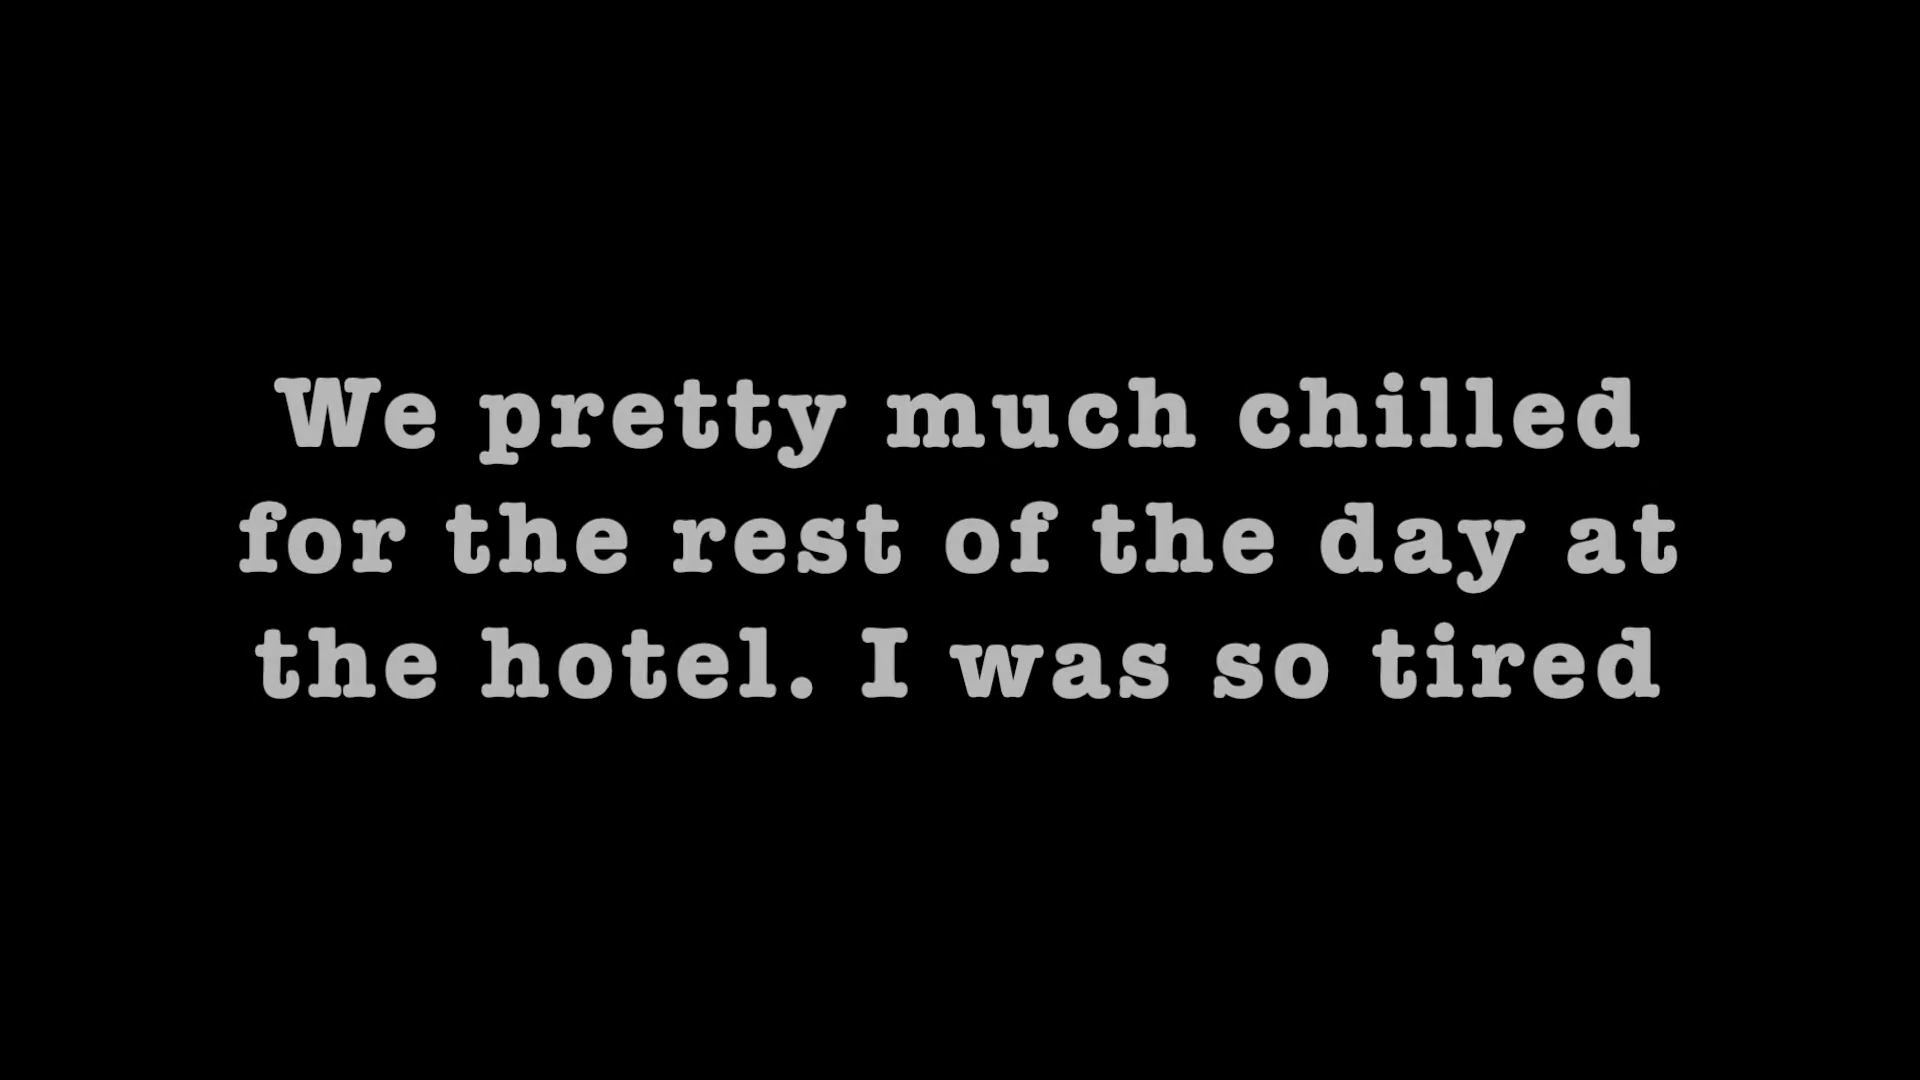 We pretty much chilled
for the rest of the day at
the hotel. I was so tired